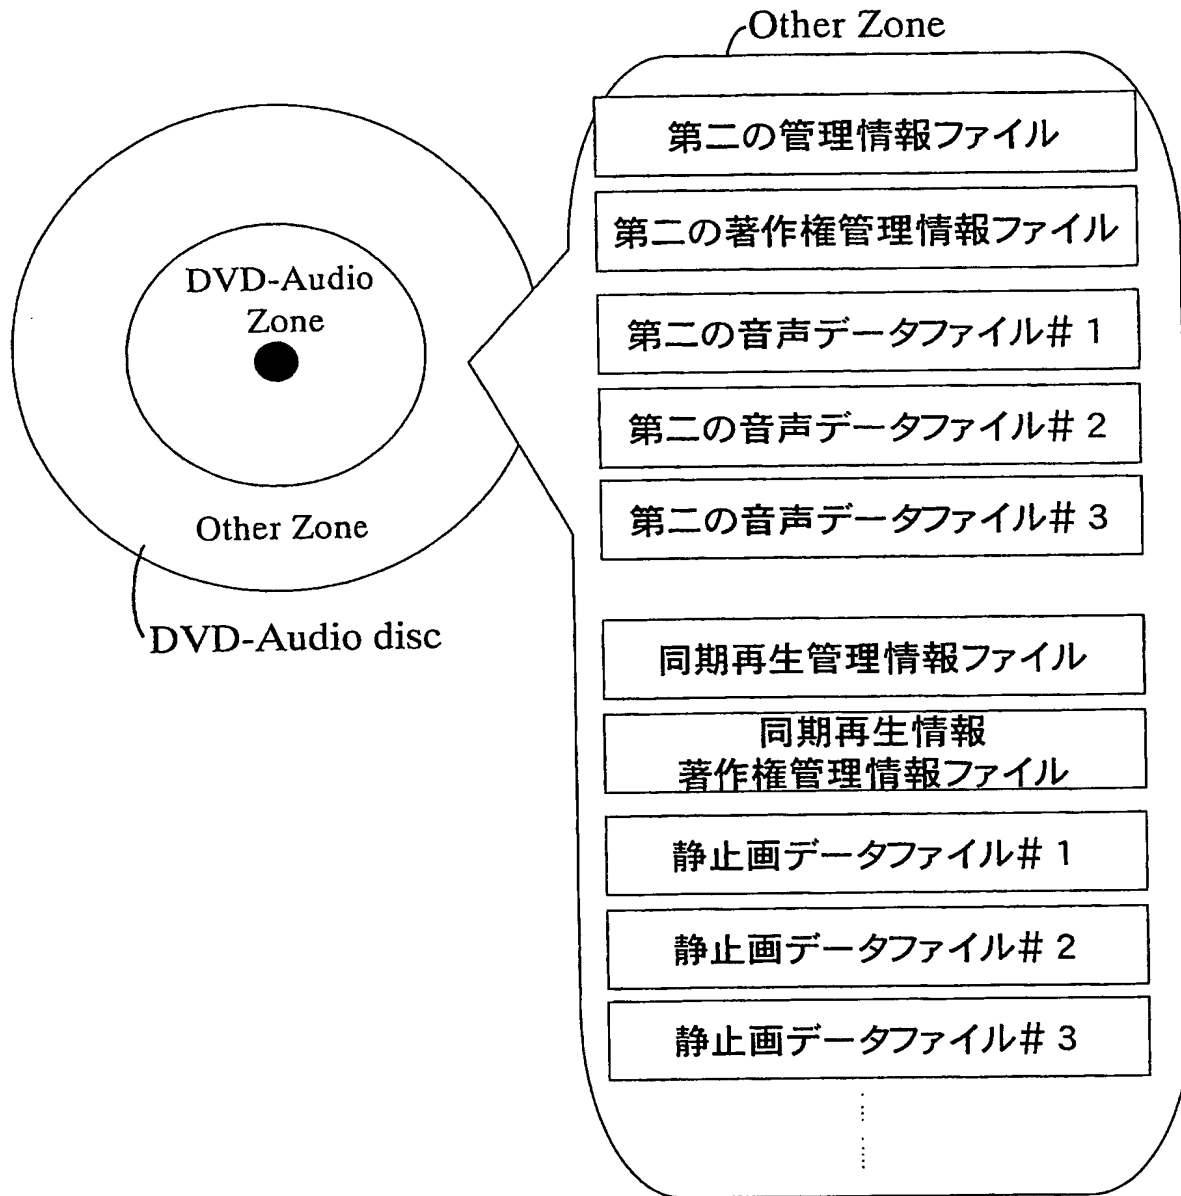 Other Zone
第二の管理情報ファイル
第二の著作権管理情報ファイル
第二の音声データファイル＃1
第二の音声データファイル＃2
第二の音声データファイル＃3
同期再生管理情報ファイル
同期再生情報
著作権管理情報ファイル
静止画データファイル＃1
静止画データファイル＃2
静止画データファイル＃3
DVD-Audio
Zone
Other Zone
DVD-Audio disc